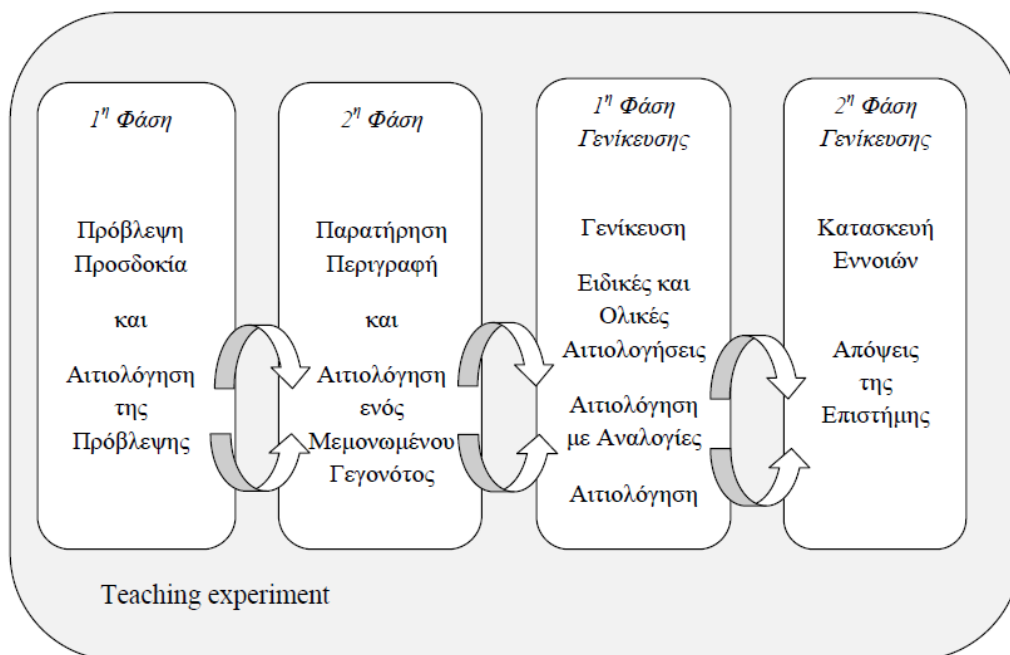 1η Φάση
Πρόβλεψη
Προσδοκία
και
Αιτιολόγηση
της
Πρόβλεψης
2η Φάση
Παρατήρηση
Περιγραφή
και
Αιτιολόγηση
ενός
Μεμονωμένου
Γεγονότος
1η Φάση
Γενίκευσης
Γενίκευση
Ειδικές και
Ολικές
Αιτιολογήσεις
Αιτιολόγηση
με Αναλογίες
Αιτιολόγηση
2η Φάση
Γενίκευσης
Κατασκευή
Εννοιών
Απόψεις
της
Επιστήμης
Teaching experiment